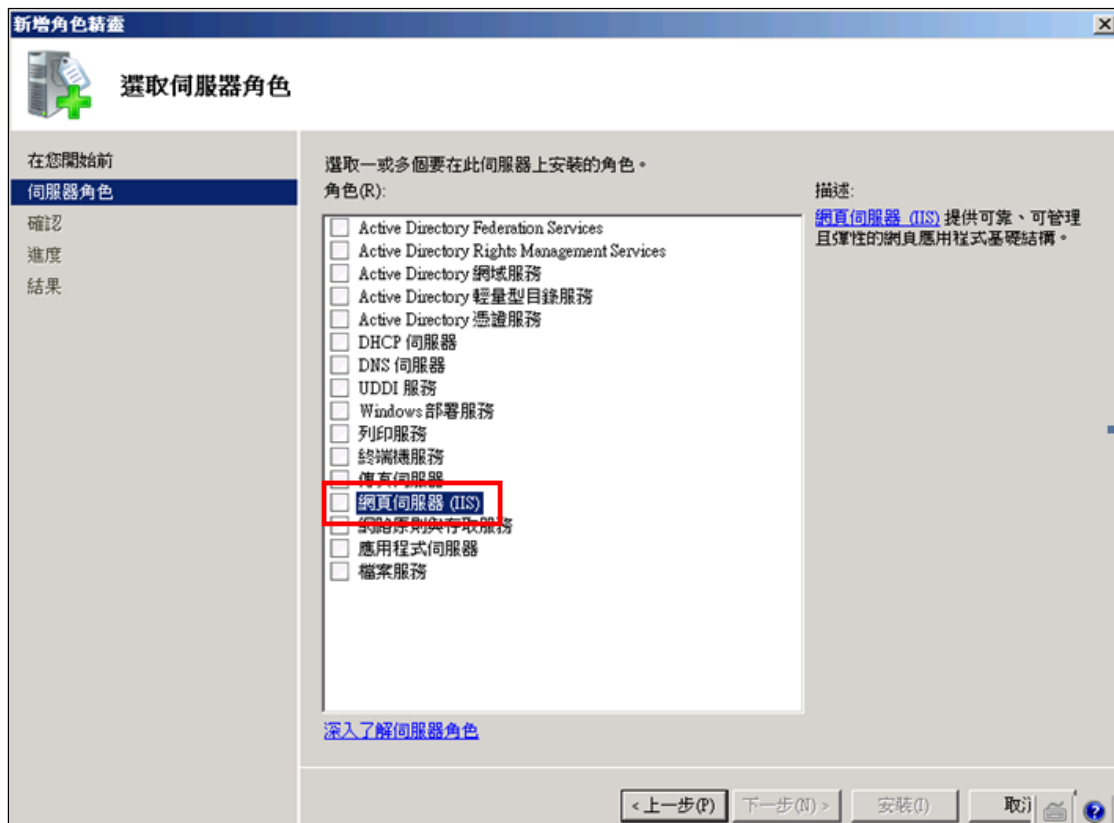 新增角色精靈
選取伺服器角色
在您開始前
伺服器角色
確認
進度
結果
選取一或多個要在此伺服器上安裝的角色。
角色(R):
Active Directory Federation Services
Active Directory Rights Management Services
Active Directory 網域服務
Active Directory 輕量型目錄服務
Active Directory 憑證服務
DHCP 伺服器
DNS 伺服器
UDDI 服務
Windows 部署服務
列印服務
終端機服務
傳真伺服器
網頁伺服器 (IIS)
網路原則與存取服務
應用程式伺服器
檔案服務
深入了解伺服器角色
描述:
網頁伺服器 (IIS) 提供可靠、可管理
且彈性的網頁應用程式基礎結構。
< 上一步(P)
下一步(N) >
安裝(I)
取消